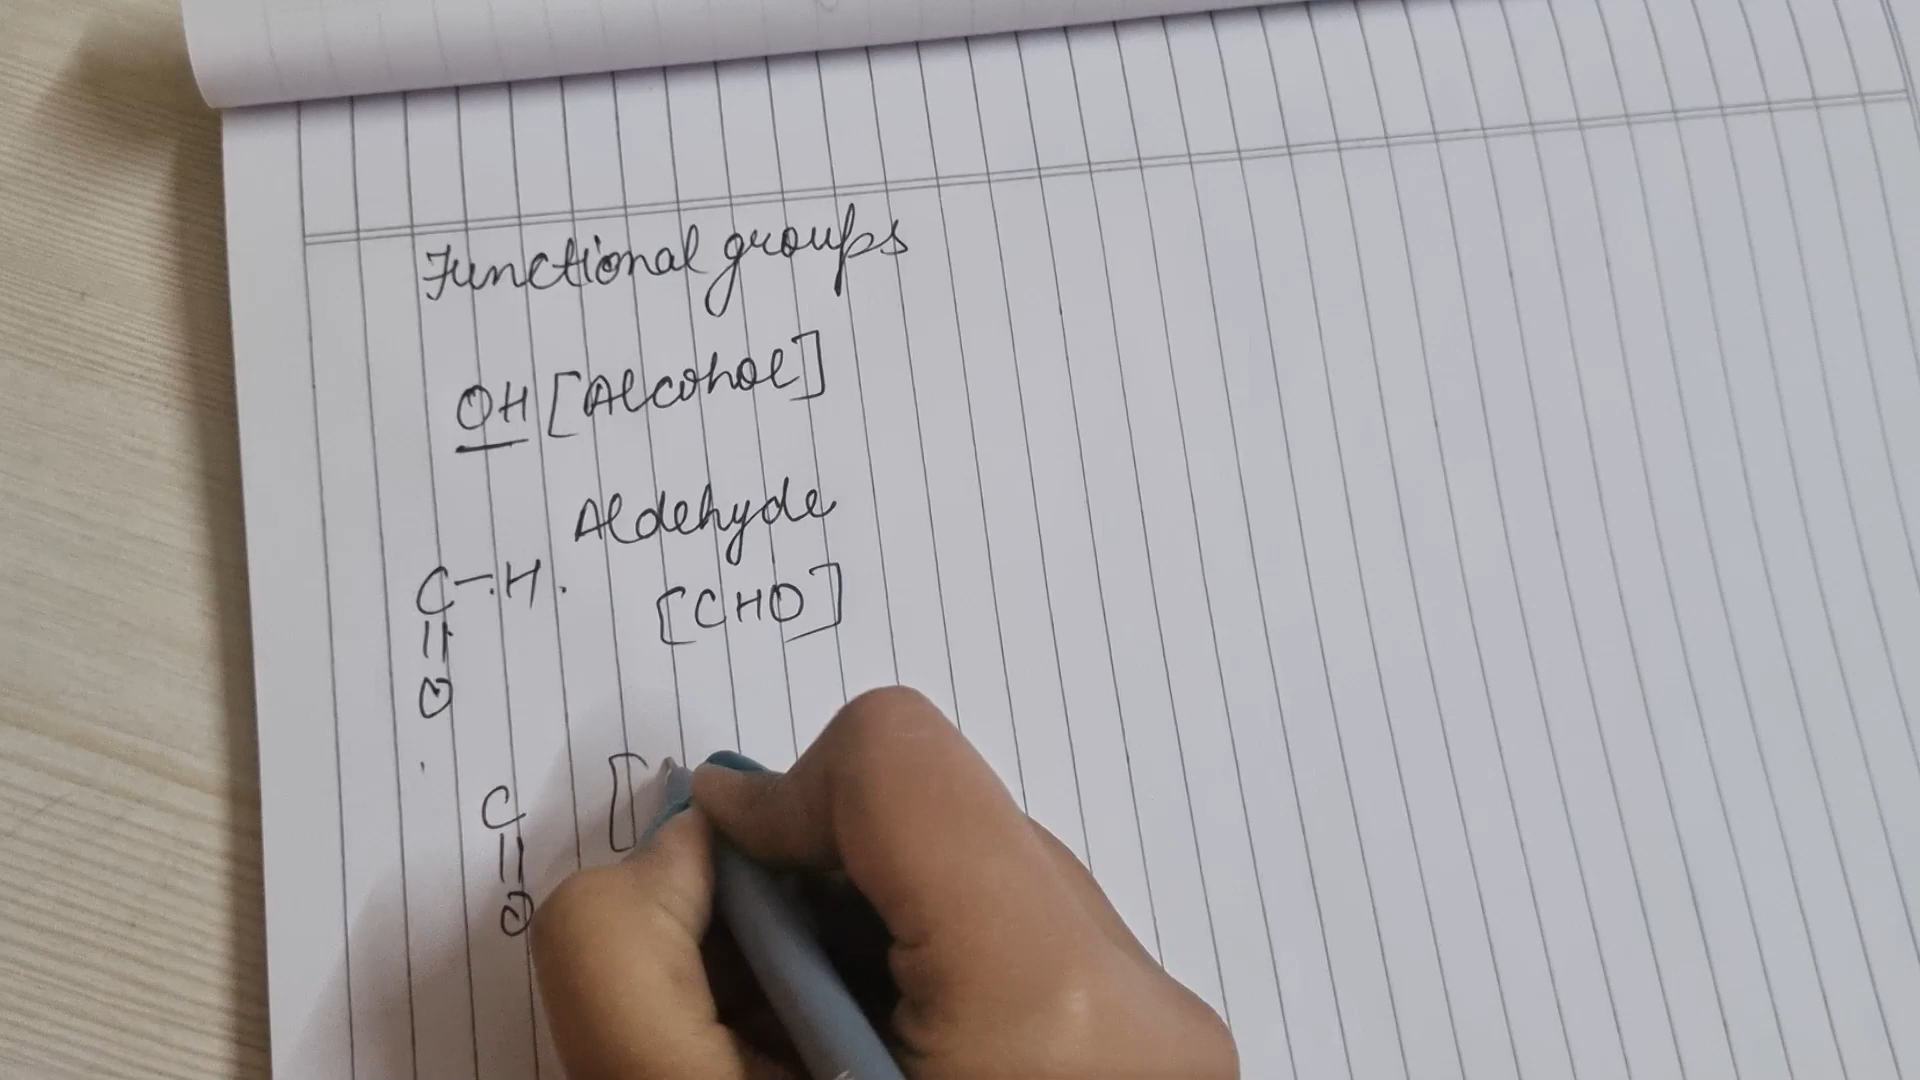 Functional groups
OH [Alcohol]
Aldehyde
C-H.
[CHO]
||
O
C
[
||
O